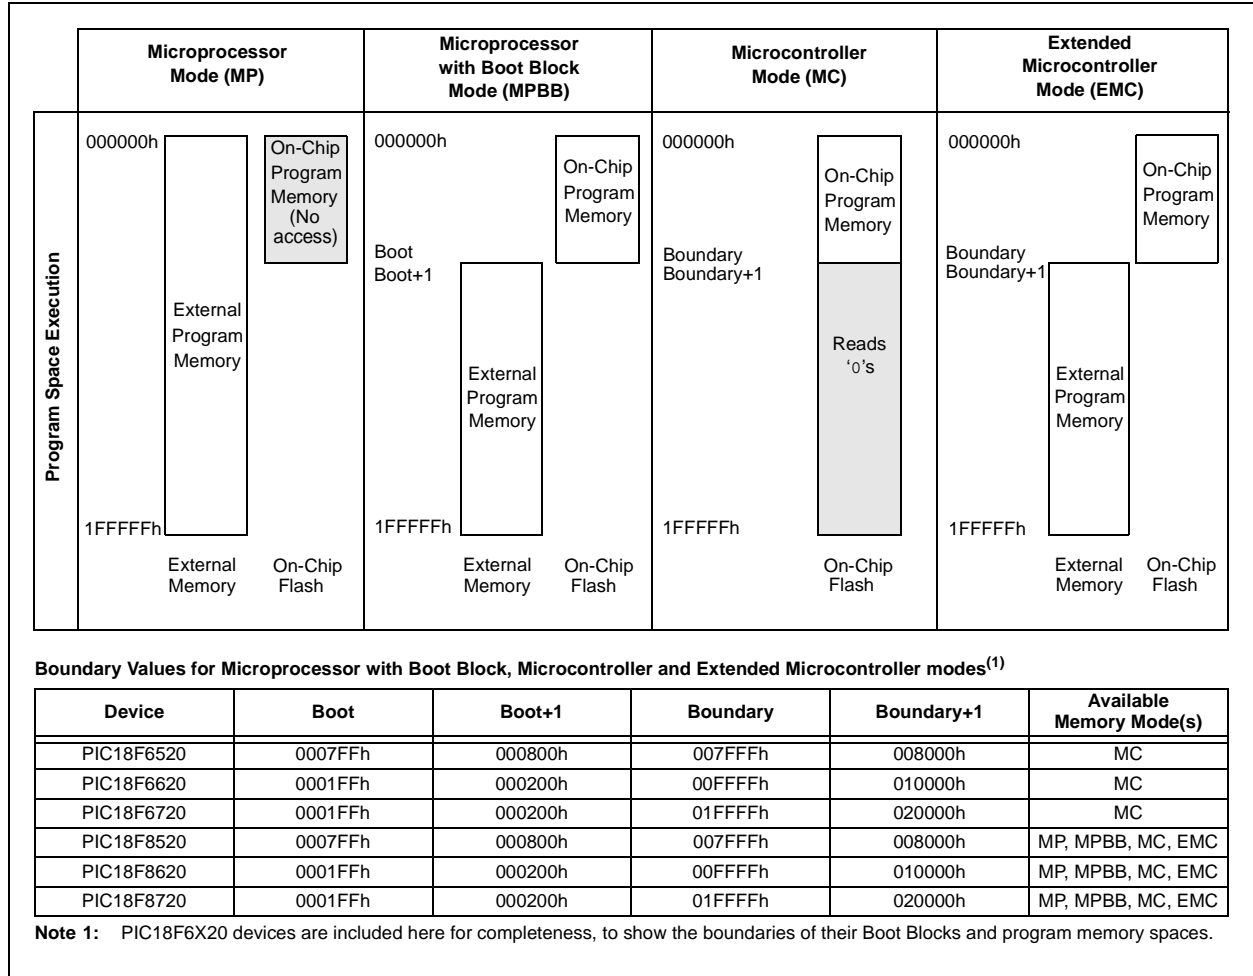 Microprocessor
Mode (MP)
Microprocessor
with Boot Block
Mode (MPBB)
Microcontroller
Mode (MC)
Extended
Microcontroller
Mode (EMC)
Program Space Execution
000000h
External
Program
Memory
On-Chip
Program
Memory
(No
access)
1FFFFFh
External
Memory
On-Chip
Flash
000000h
On-Chip
Program
Memory
Boot
Boot+1
External
Program
Memory
1FFFFFh
External
Memory
On-Chip
Flash
000000h
On-Chip
Program
Memory
Boundary
Boundary+1
Reads
‘0’s
1FFFFFh
On-Chip
Flash
000000h
On-Chip
Program
Memory
Boundary
Boundary+1
External
Program
Memory
1FFFFFh
External
Memory
On-Chip
Flash
Boundary Values for Microprocessor with Boot Block, Microcontroller and Extended Microcontroller modes(1)
Device Boot Boot+1 Boundary Boundary+1 Available Memory Mode(s)
PIC18F6520 0007FFh 000800h 007FFFh 008000h MC
PIC18F6620 0001FFh 000200h 00FFFFh 010000h MC
PIC18F6720 0001FFh 000200h 01FFFFh 020000h MC
PIC18F8520 0007FFh 000800h 007FFFh 008000h MP, MPBB, MC, EMC
PIC18F8620 0001FFh 000200h 00FFFFh 010000h MP, MPBB, MC, EMC
PIC18F8720 0001FFh 000200h 01FFFFh 020000h MP, MPBB, MC, EMC
Note 1: PIC18F6X20 devices are included here for completeness, to show the boundaries of their Boot Blocks and program memory spaces.